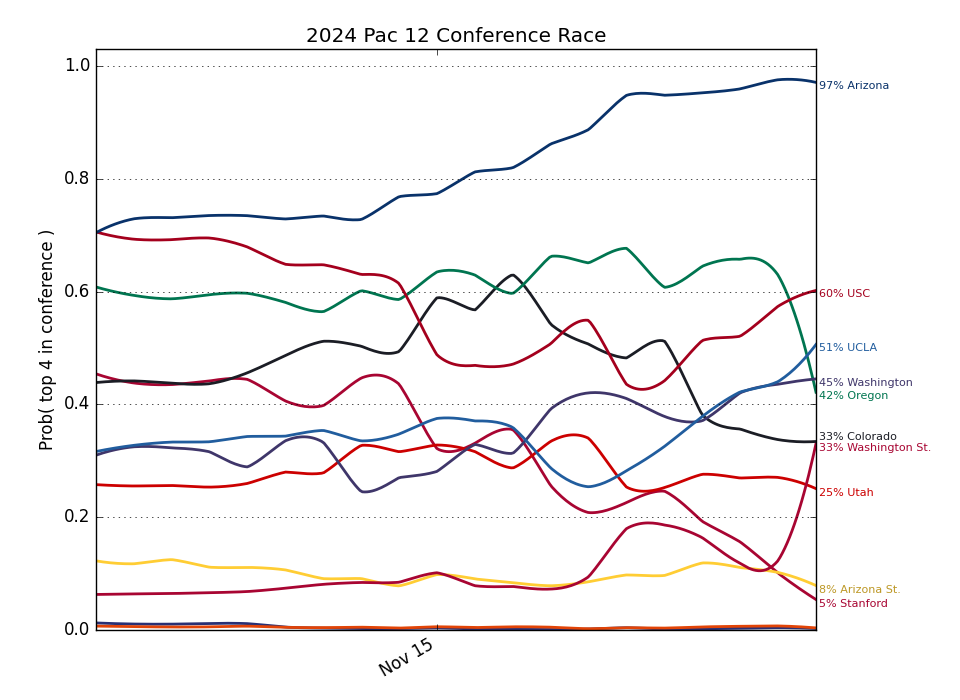 2024 Pac 12 Conference Race
Prob( top 4 in conference )
1.0
0.8
0.6
0.4
0.2
0.0
Nov 15
97% Arizona
60% USC
51% UCLA
45% Washington
42% Oregon
33% Colorado
33% Washington St.
25% Utah
8% Arizona St.
5% Stanford